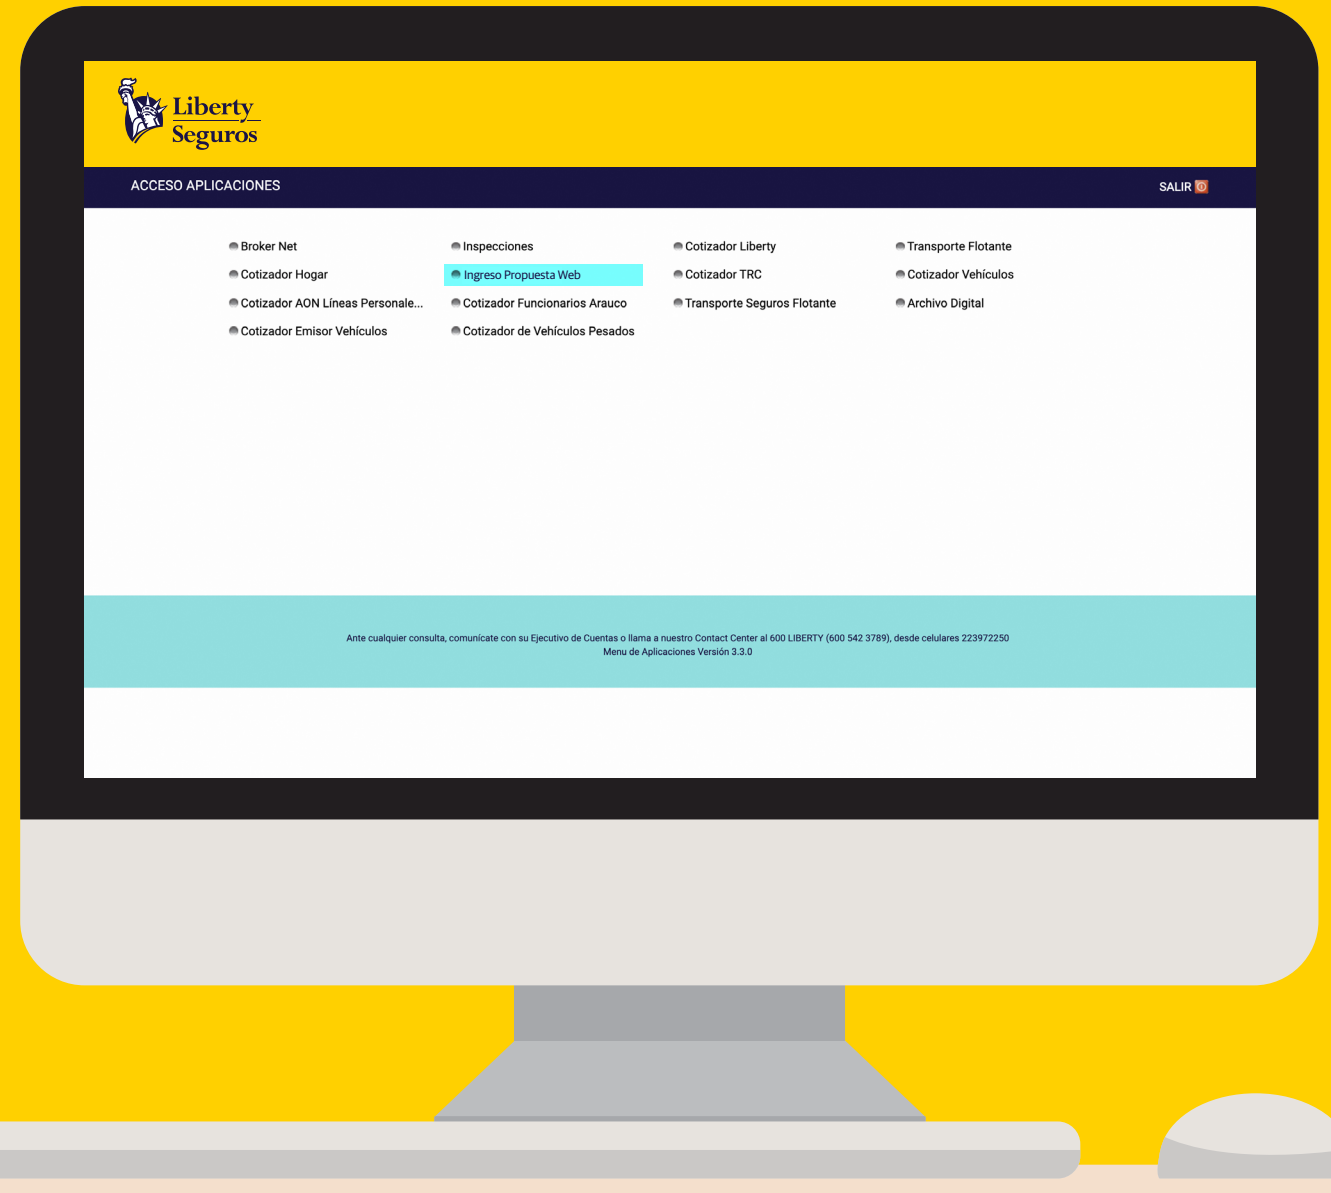 Liberty
Seguros
ACCESO APLICACIONES
SALIR
Broker Net
Inspecciones
Cotizador Liberty
Transporte Flotante
Cotizador Hogar
Ingreso Propuesta Web
Cotizador TRC
Cotizador Vehículos
Cotizador AON Líneas Personale...
Cotizador Funcionarios Arauco
Transporte Seguros Flotante
Archivo Digital
Cotizador Emisor Vehículos
Cotizador de Vehículos Pesados
Ante cualquier consulta, comunícate con su Ejecutivo de Cuentas o llama a nuestro Contact Center al 600 LIBERTY (600 542 3789), desde celulares 223972250
Menu de Aplicaciones Versión 3.3.0